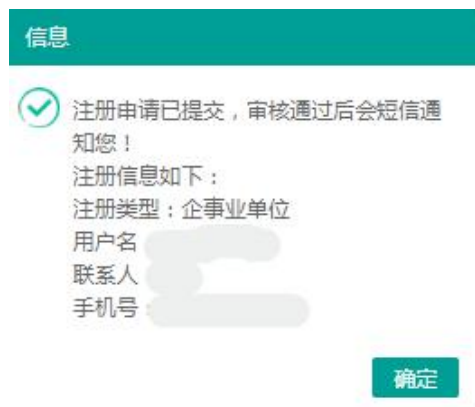 信息
注册申请已提交，审核通过后会短信通
知您！
注册信息如下：
注册类型：企事业单位
用户名
联系人
手机号：
确定